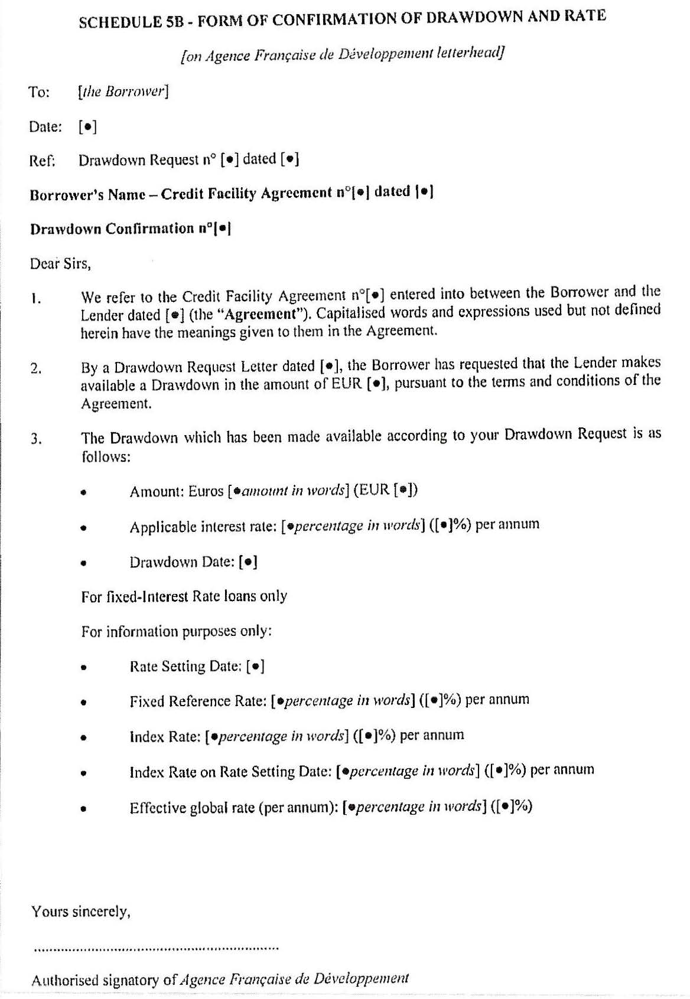 SCHEDULE 5B - FORM OF CONFIRMATION OF DRAWDOWN AND RATE
[on Agence Française de Développement letterhead]
To: [the Borrower]
Date: [●]
Ref: Drawdown Request n° [●] dated [●]
Borrower's Name – Credit Facility Agreement n°[●] dated [●]
Drawdown Confirmation n°[●]
Dear Sirs,
1. We refer to the Credit Facility Agreement n°[●] entered into between the Borrower and the
Lender dated [●] (the “Agreement”). Capitalised words and expressions used but not defined
herein have the meanings given to them in the Agreement.
2. By a Drawdown Request Letter dated [●], the Borrower has requested that the Lender makes
available a Drawdown in the amount of EUR [●], pursuant to the terms and conditions of the
Agreement.
3. The Drawdown which has been made available according to your Drawdown Request is as
follows:
• Amount: Euros [●amount in words] (EUR [●])
• Applicable interest rate: [●percentage in words] ([●]%) per annum
• Drawdown Date: [●]
For fixed-Interest Rate loans only
For information purposes only:
• Rate Setting Date: [●]
• Fixed Reference Rate: [●percentage in words] ([●]%) per annum
• Index Rate: [●percentage in words] ([●]%) per annum
• Index Rate on Rate Setting Date: [●percentage in words] ([●]%) per annum
• Effective global rate (per annum): [●percentage in words] ([●]%)
Yours sincerely,
...............................................................
Authorised signatory of Agence Française de Développement